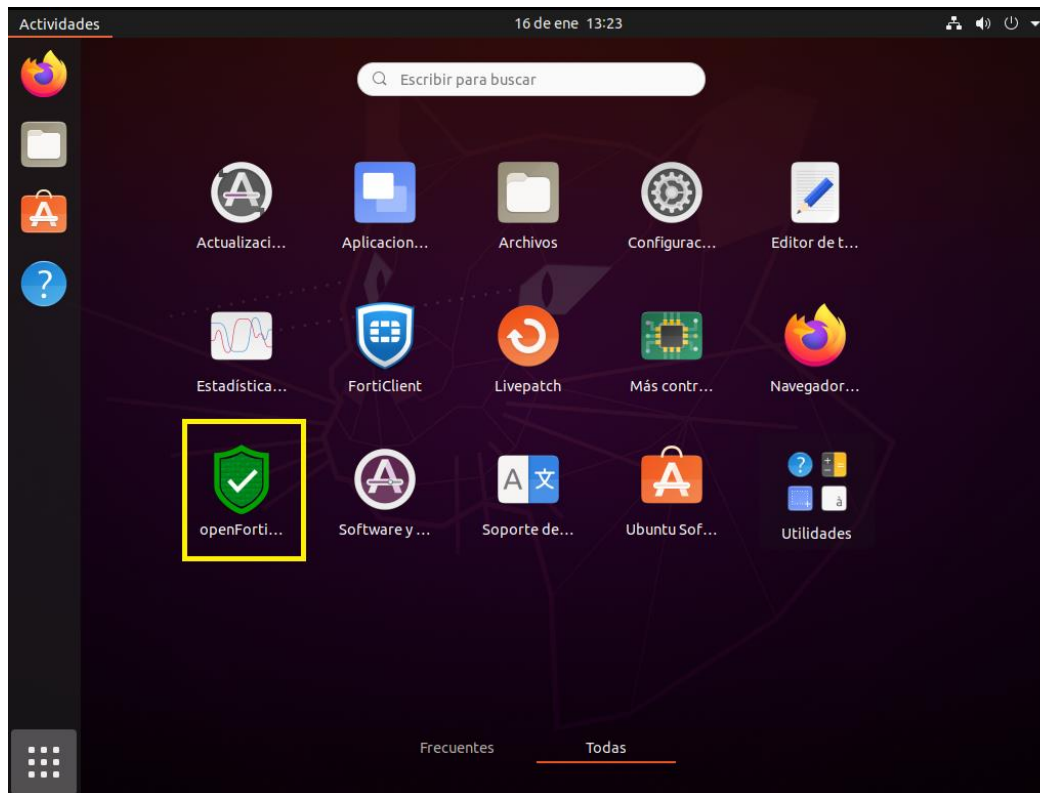 Actividades
16 de ene 13:23
Escribir para buscar
Actualizaci...
Aplicacion...
Archivos
Configurac...
Editor de t...
Estadística...
FortiClient
Livepatch
Más contr...
Navegador...
openForti...
Software y ...
Soporte de...
Ubuntu Sof...
Utilidades
Frecuentes
Todas